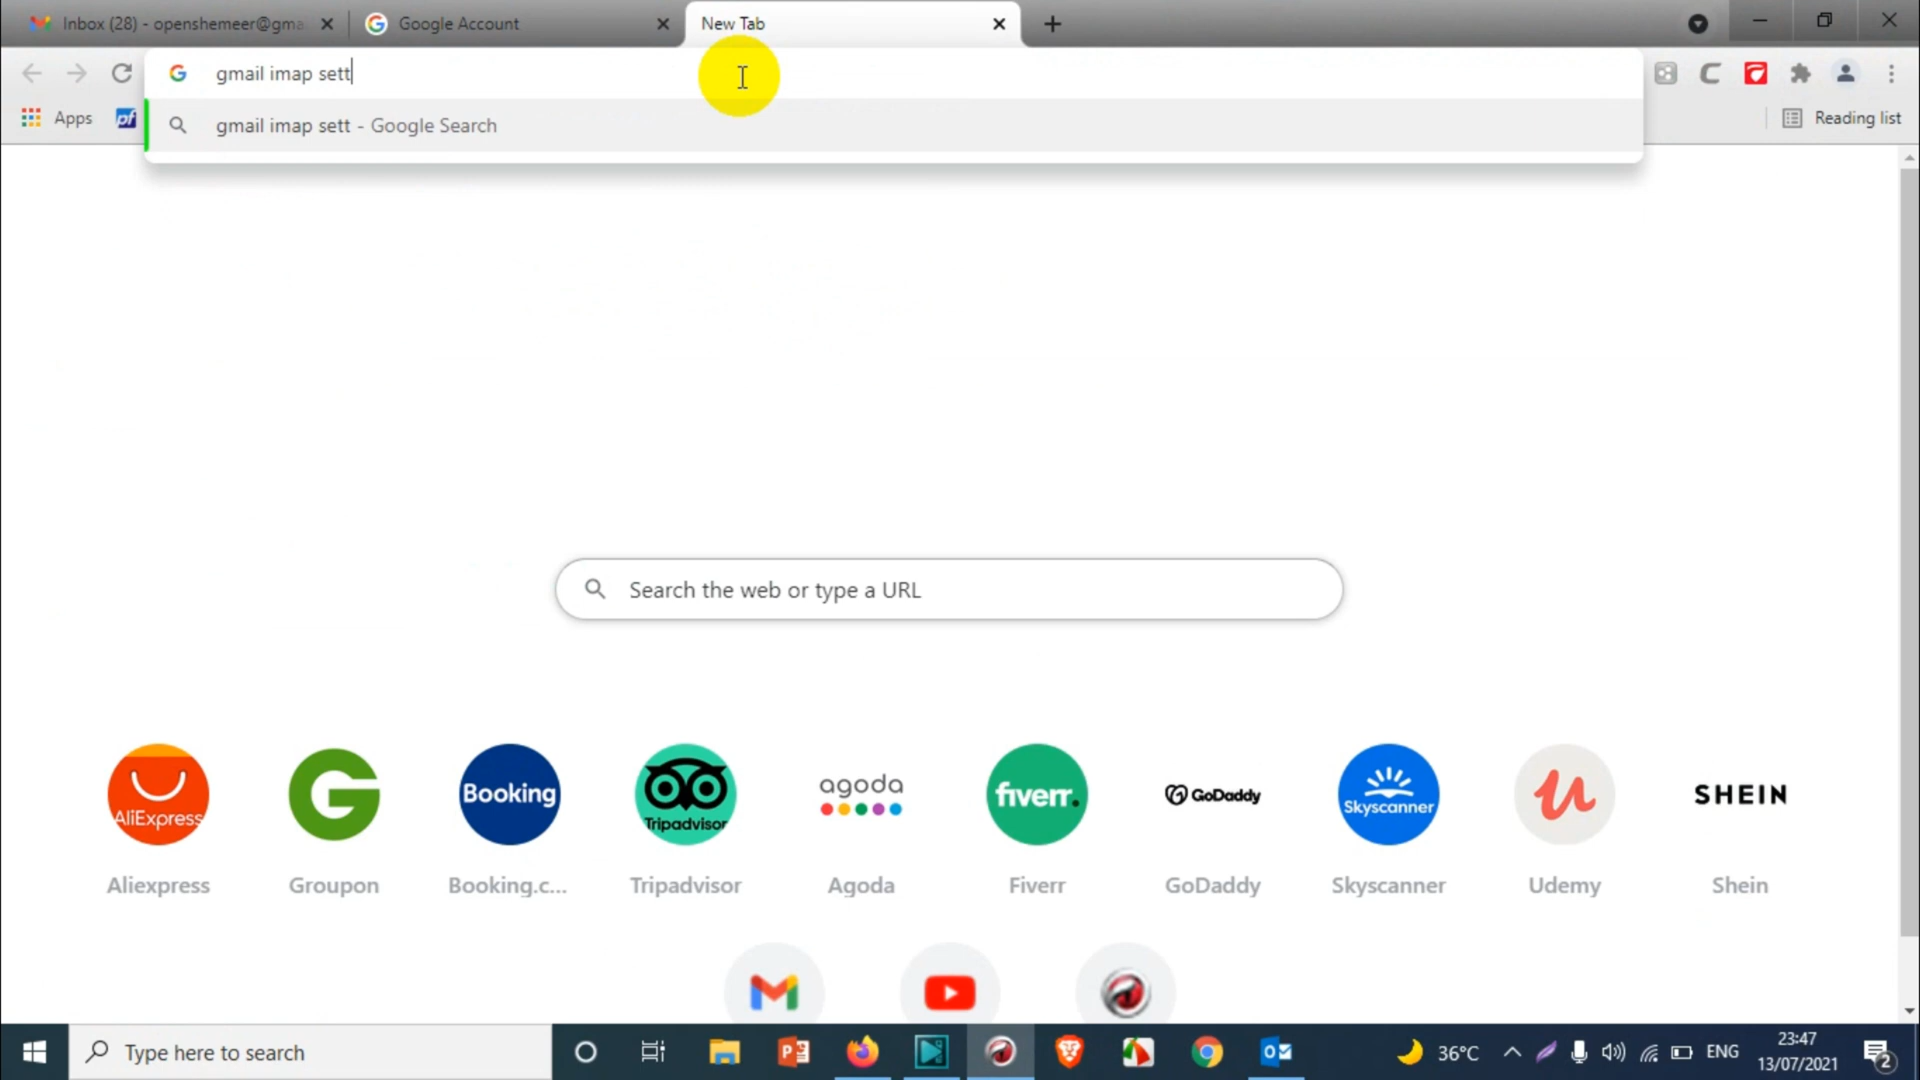 Inbox (28) - openshemeer@gma
Google Account
New Tab
gmail imap sett
gmail imap sett - Google Search
Apps
pf
Reading list
Search the web or type a URL
AliExpress
Booking
Tripadvisor
agoda
fiverr.
GoDaddy
Skyscanner
SHEIN
Aliexpress
Groupon
Booking.c...
Tripadvisor
Agoda
Fiverr
GoDaddy
Skyscanner
Udemy
Shein
Type here to search
36°C
ENG
23:47
13/07/2021
2